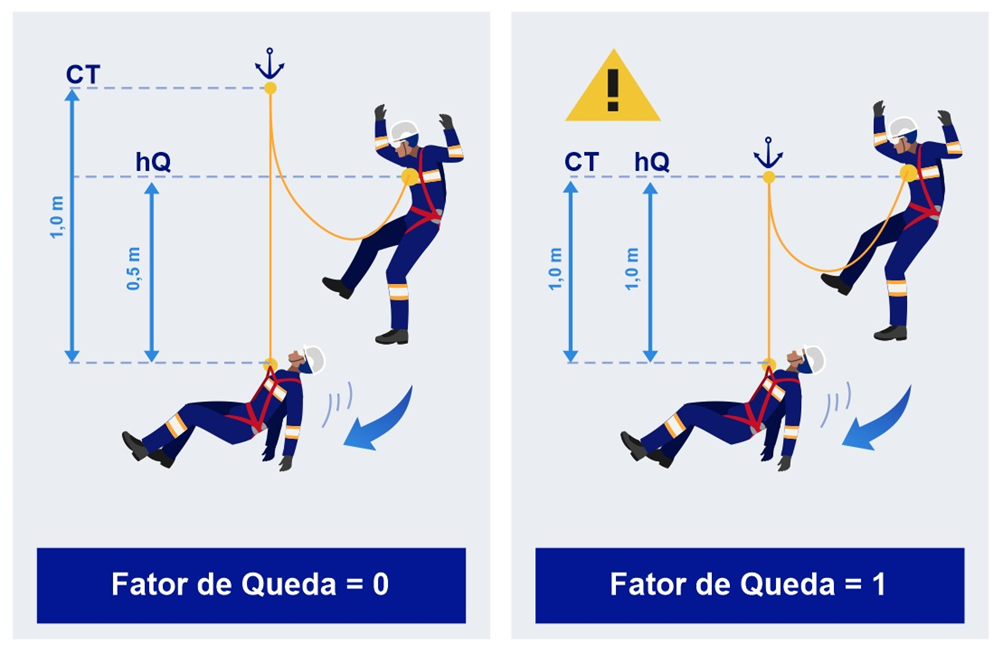 CT
hQ
1,0 m
0,5 m
Fator de Queda = 0
!
CT
hQ
1,0 m
1,0 m
Fator de Queda = 1